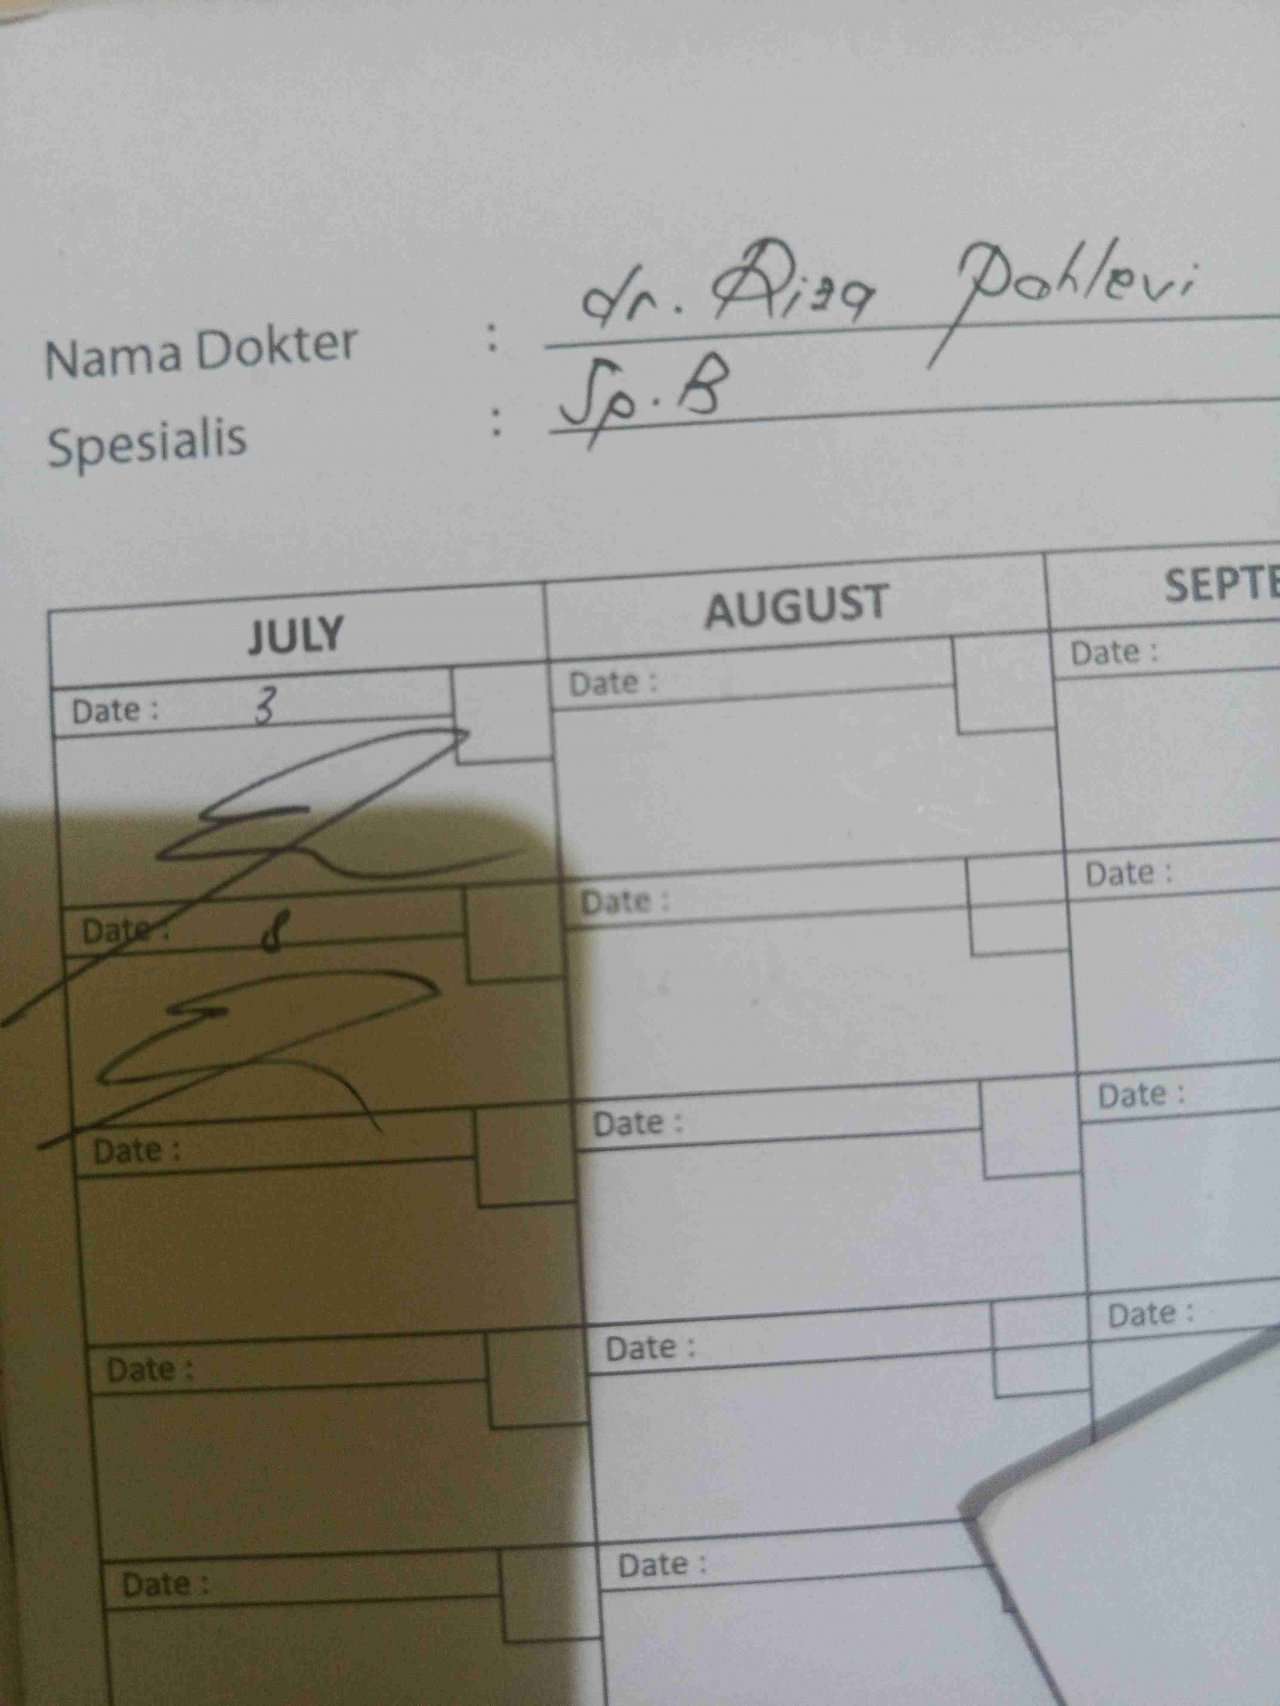 Nama Dokter : dr. Riza Pahlevi
Spesialis : Sp.B
JULY AUGUST SEPTE
Date : 3 Date : Date :
Date : 8 Date : Date :
Date : Date : Date :
Date : Date : Date :
Date : Date :